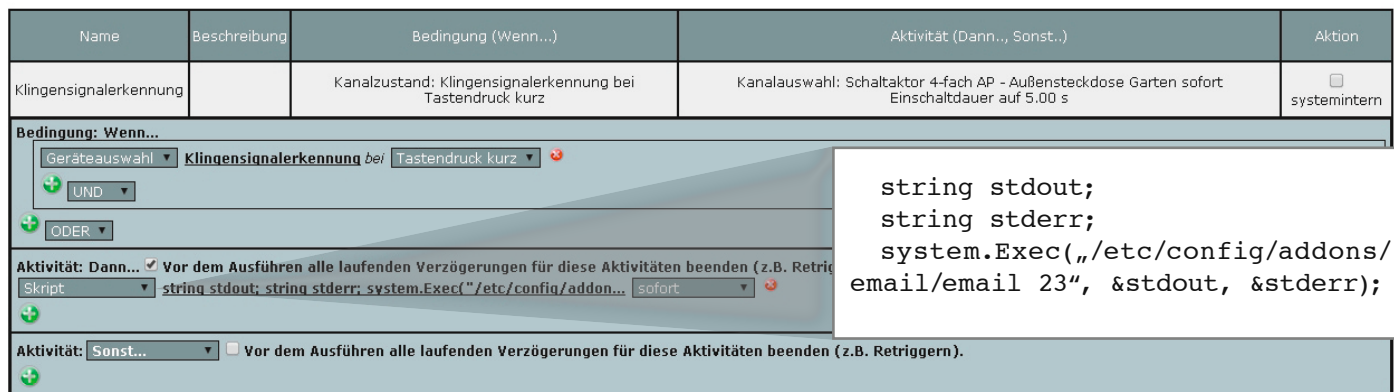 Name Beschreibung Bedingung (Wenn...) Aktivität (Dann.., Sonst..) Aktion
Klingensignalerkennung
Kanalzustand: Klingensignalerkennung bei
Tastendruck kurz
Kanalauswahl: Schaltaktor 4-fach AP - Außensteckdose Garten sofort
Einschaltdauer auf 5.00 s
systemintern
Bedingung: Wenn...
Geräteauswahl Klingensignalerkennung bei Tastendruck kurz
UND
ODER
Aktivität: Dann... Vor dem Ausführen alle laufenden Verzögerungen für diese Aktivitäten beenden (z.B. Retrig
Skript string stdout; string stderr; system.Exec("/etc/config/addon... sofort
Aktivität: Sonst... Vor dem Ausführen alle laufenden Verzögerungen für diese Aktivitäten beenden (z.B. Retriggern).
string stdout;
string stderr;
system.Exec(„/etc/config/addons/
email/email 23“, &stdout, &stderr);